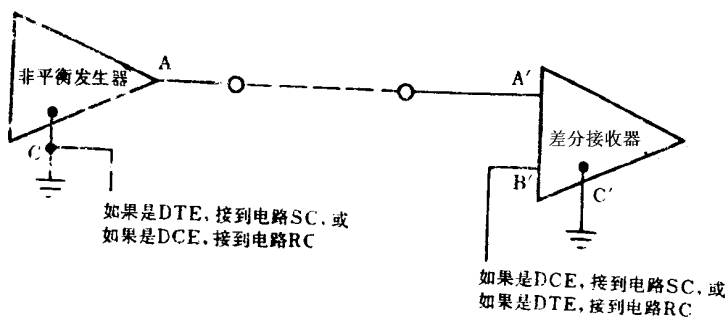 非平衡发生器
A
C
如果是DTE,接到电路SC,或
如果是DCE,接到电路RC
A′
差分接收器
B′
C′
如果是DCE,接到电路SC,或
如果是DTE,接到电路RC